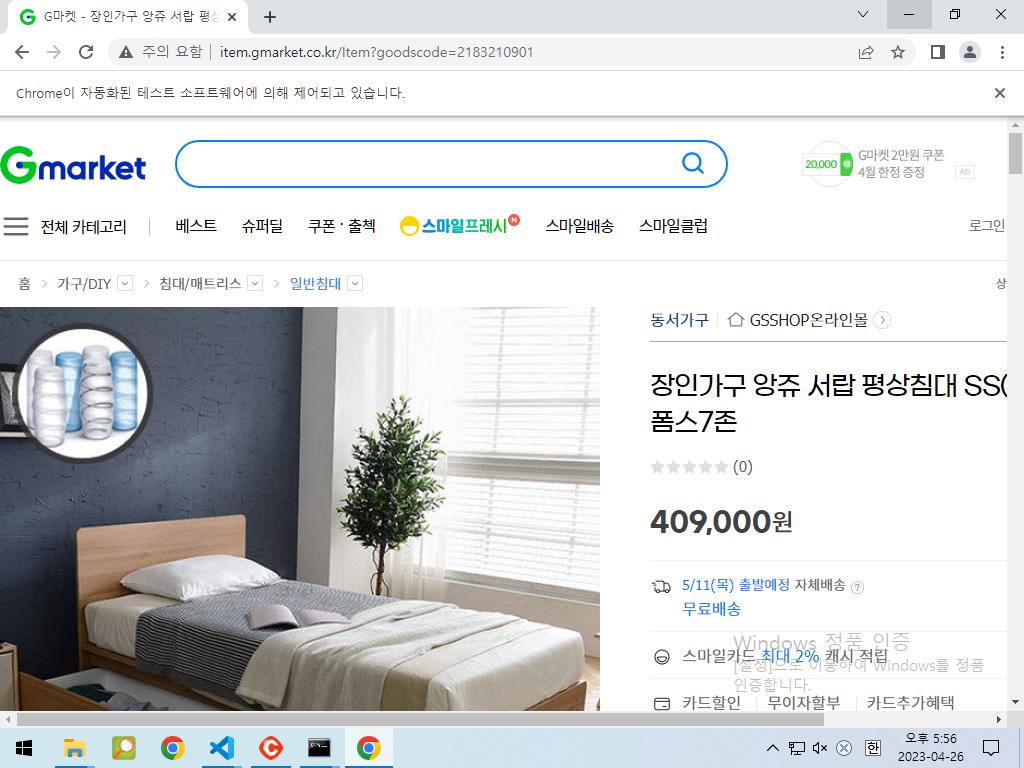 G마켓 - 장인가구 앙쥬 서랍 평상
주의 요함 item.gmarket.co.kr/Item?goodscode=2183210901
Chrome이 자동화된 테스트 소프트웨어에 의해 제어되고 있습니다.
Gmarket
20,000 G
G마켓 2만원 쿠폰
4월 한정 증정
AD
전체 카테고리 베스트 슈퍼딜 쿠폰 · 출첵 스마일프레시 N 스마일배송 스마일클럽 로그인
홈 > 가구/DIY > 침대/매트리스 > 일반침대 상
동서가구 GSSHOP온라인몰 >
장인가구 앙쥬 서랍 평상침대 SS(
폼스7존
(0)
409,000원
5/11(목) 출발예정 자체배송 ?
무료배송
Windows 정품 인증
스마일카드 최대 2% 캐시 적립
[설정]으로 이동하여 Windows를 정품
인증합니다.
카드할인 무이자할부 카드추가혜택
한
오후 5:56
2023-04-26